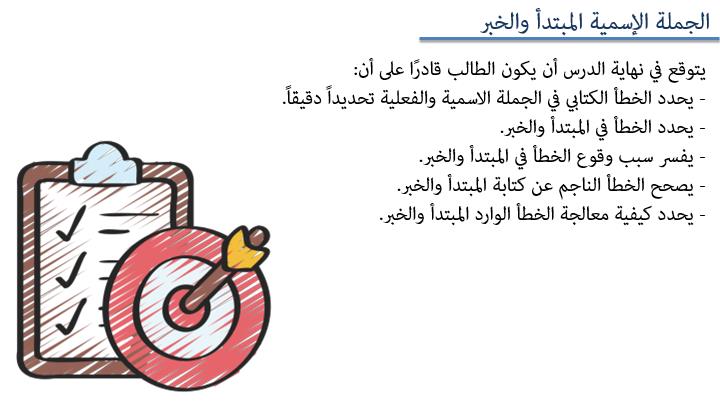 الجملة الإسمية المبتدأ والخبر
يتوقع في نهاية الدرس أن يكون الطالب قادرًا على أن:
- يحدد الخطأ الكتابي في الجملة الاسمية والفعلية تحديداً دقيقاً.
- يحدد الخطأ في المبتدأ والخبر.
- يفسر سبب وقوع الخطأ في المبتدأ والخبر.
- يصحح الخطأ الناجم عن كتابة المبتدأ والخبر.
- يحدد كيفية معالجة الخطأ الوارد المبتدأ والخبر.